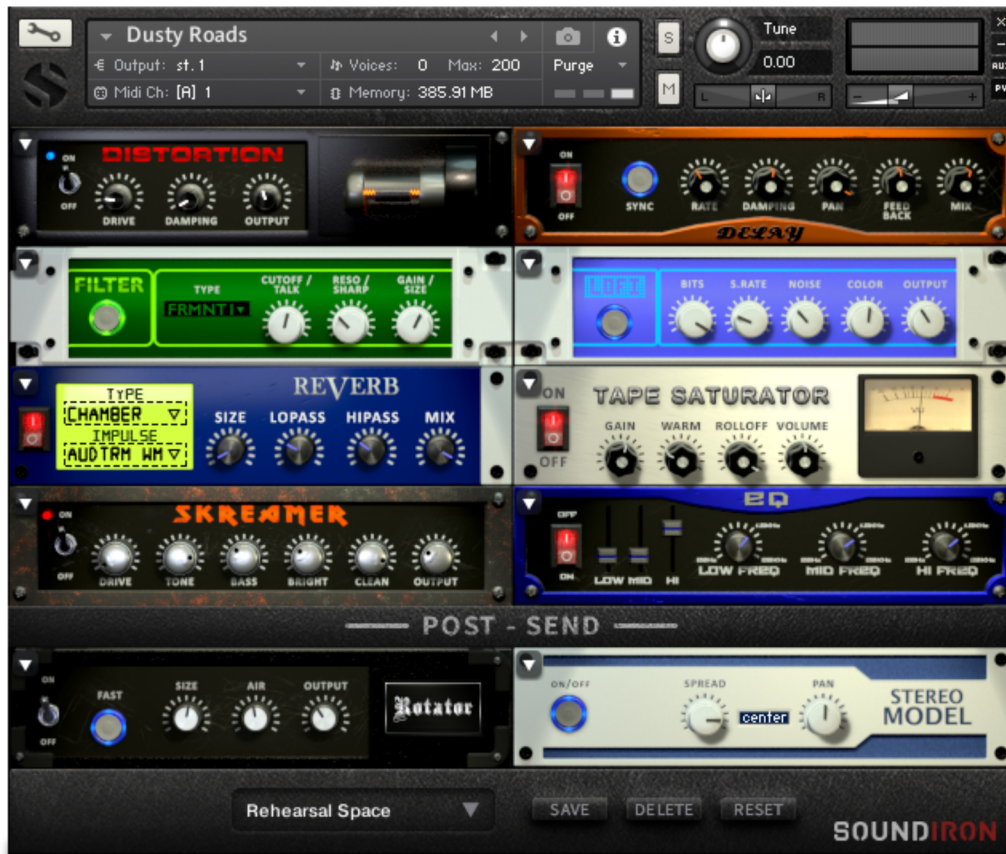 Dusty Roads
Output: st.1
Voices: 0 Max: 200
Purge
Midi Ch: [A] 1
Memory: 385.91 MB
S
M
Tune
0.00
L
R
AUX
PV
DISTORTION
ON
OFF
DRIVE DAMPING OUTPUT
ON
OFF
SYNC RATE DAMPING PAN FEED BACK MIX
DELAY
FILTER
TYPE
FRMNT1
CUTOFF / TALK
RESO / SHARP
GAIN / SIZE
LOFI
BITS S.RATE NOISE COLOR OUTPUT
TYPE
CHAMBER
IMPULSE
AUDTRM WM
REVERB
SIZE LOPASS HIPASS MIX
ON
OFF
TAPE SATURATOR
GAIN WARM ROLLOFF VOLUME
VU
SKREAMER
ON
OFF
DRIVE TONE BASS BRIGHT CLEAN OUTPUT
EQ
OFF
ON
LOW MID HI
LOW FREQ MID FREQ HI FREQ
POST - SEND
ON
OFF
FAST
SIZE AIR OUTPUT
Rotator
ON/OFF
SPREAD
center
PAN
STEREO
MODEL
Rehearsal Space
SAVE DELETE RESET
SOUNDIRON